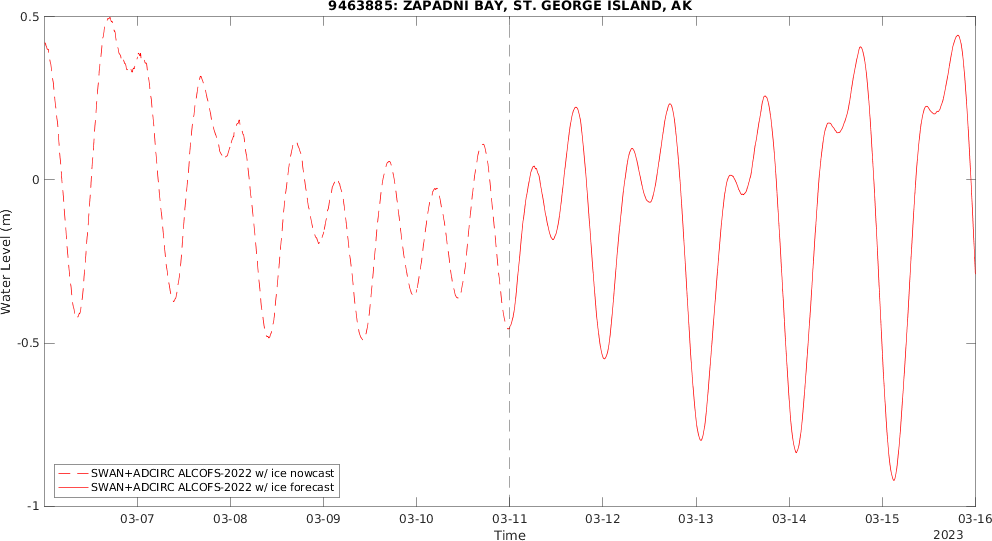 9463885: ZAPADNI BAY, ST. GEORGE ISLAND, AK
0.5
0
-0.5
-1
Water Level (m)
SWAN+ADCIRC ALCOFS-2022 w/ ice nowcast
SWAN+ADCIRC ALCOFS-2022 w/ ice forecast
03-07 03-08 03-09 03-10 03-11 03-12 03-13 03-14 03-15 03-16
Time
2023